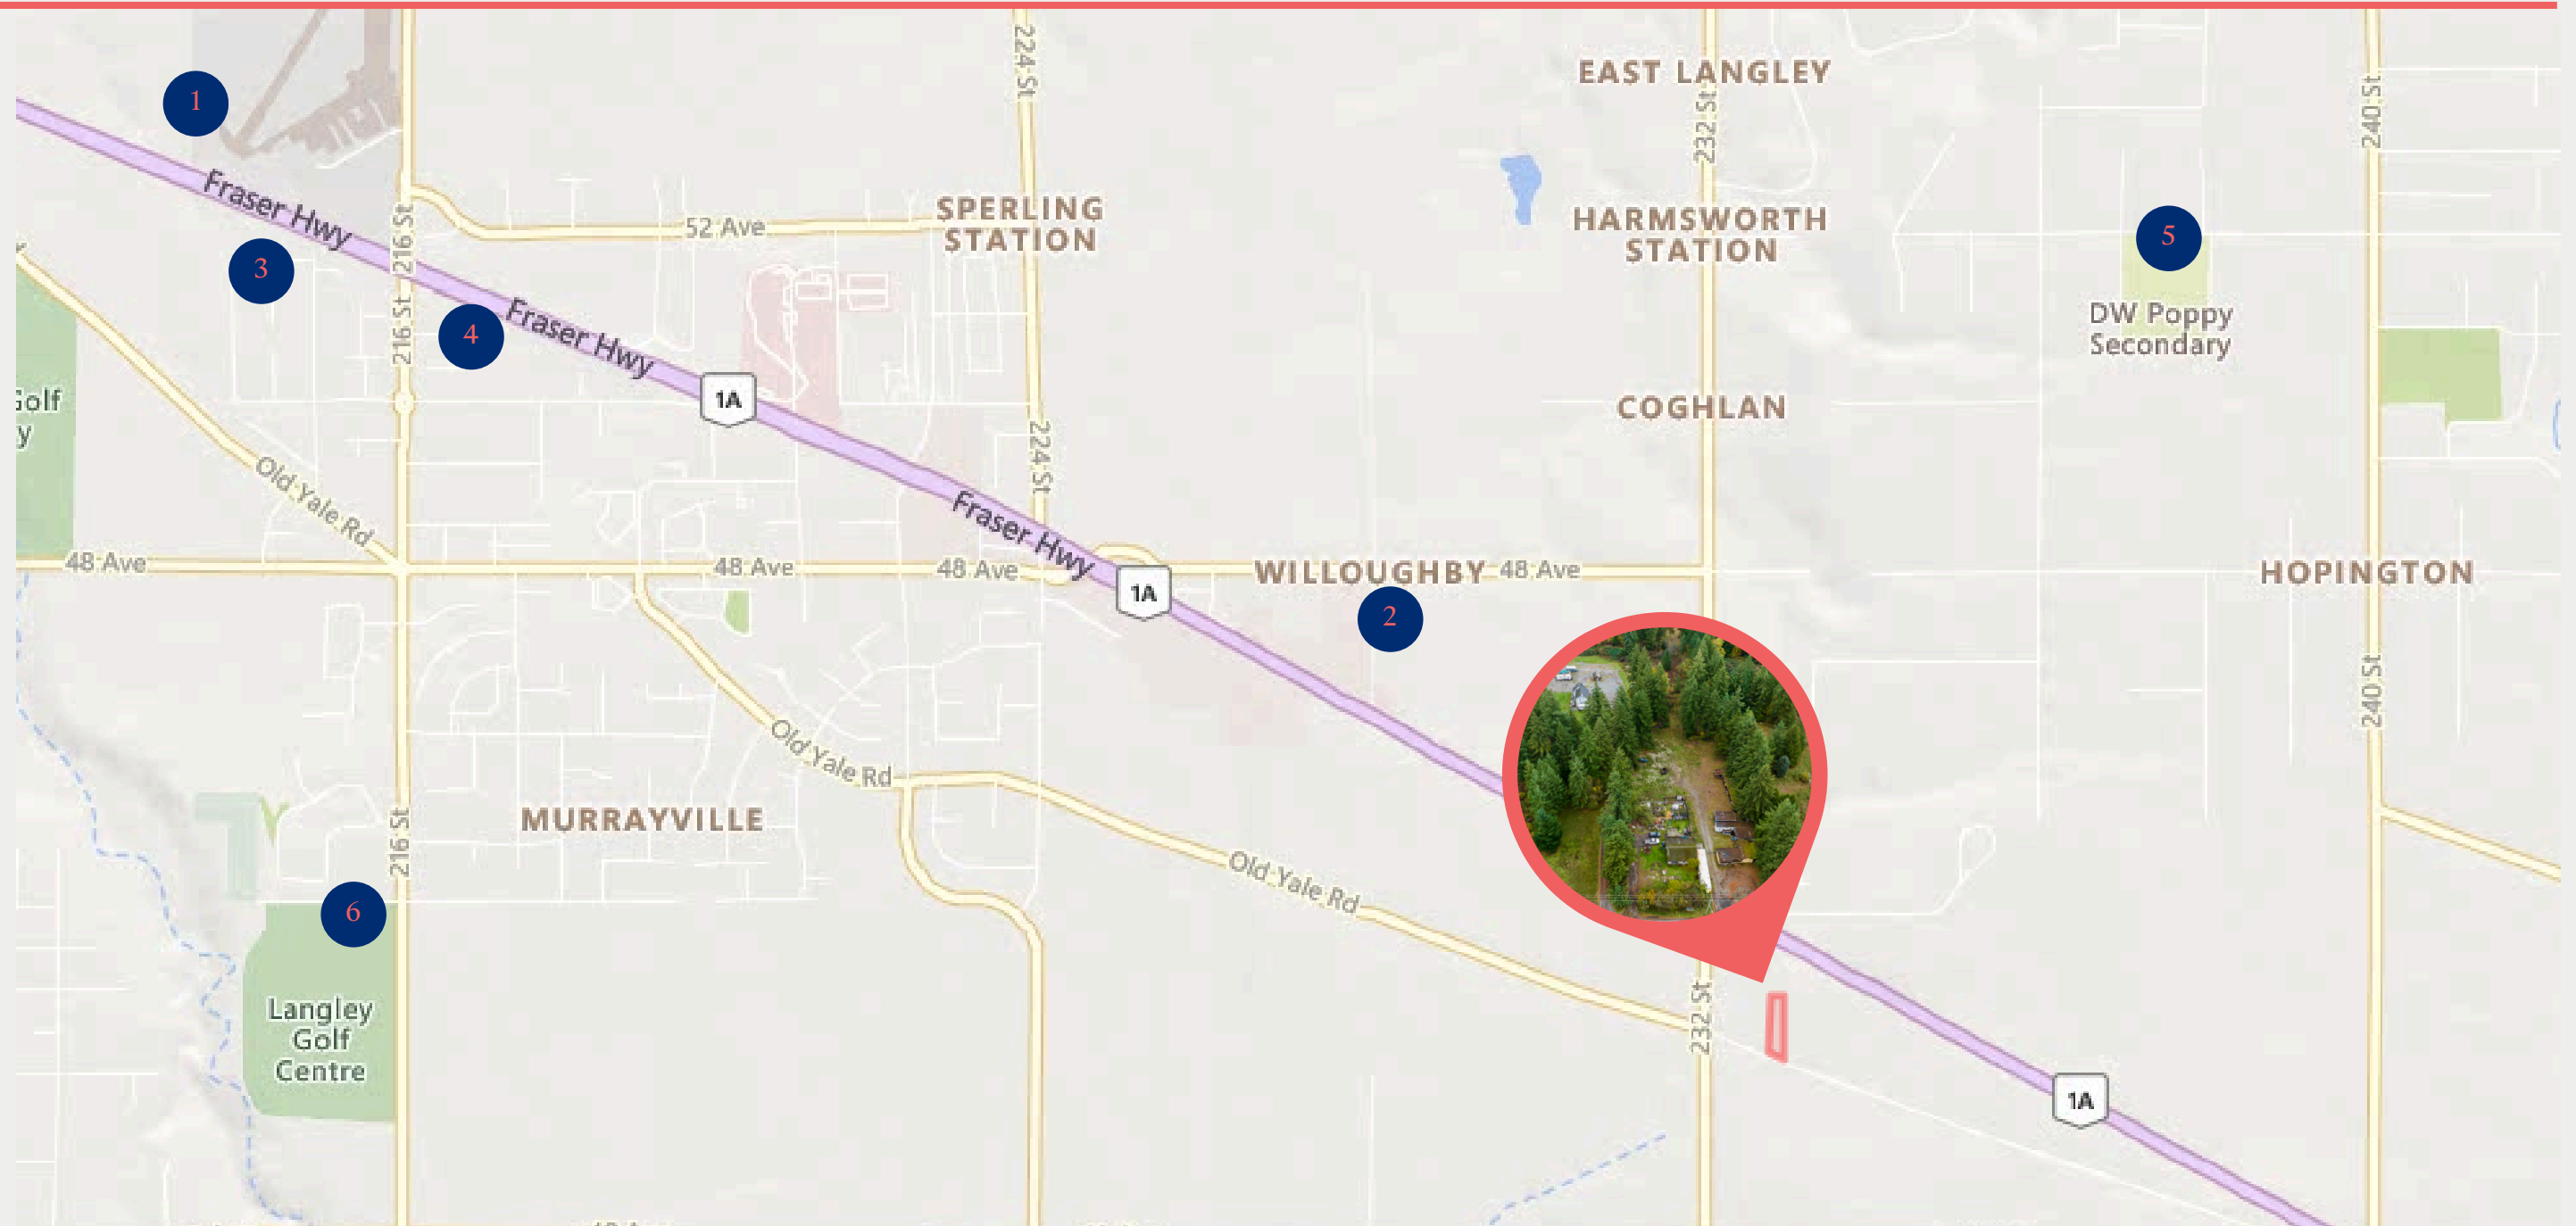 224 St
EAST LANGLEY
232 St
240 St
1
Fraser Hwy
216 St
52 Ave
SPERLING
STATION
HARMSWORTH
STATION
5
DW Poppy
Secondary
3
4
Fraser Hwy
216 St
1A
COGHLAN
Golf
y
Old Yale Rd
224 St
Fraser Hwy
48 Ave
48 Ave
48 Ave
1A
WILLOUGHBY
48 Ave
2
HOPINGTON
240 St
Old Yale Rd
MURRAYVILLE
216 St
Old Yale Rd
6
Langley
Golf
Centre
232 St
1A